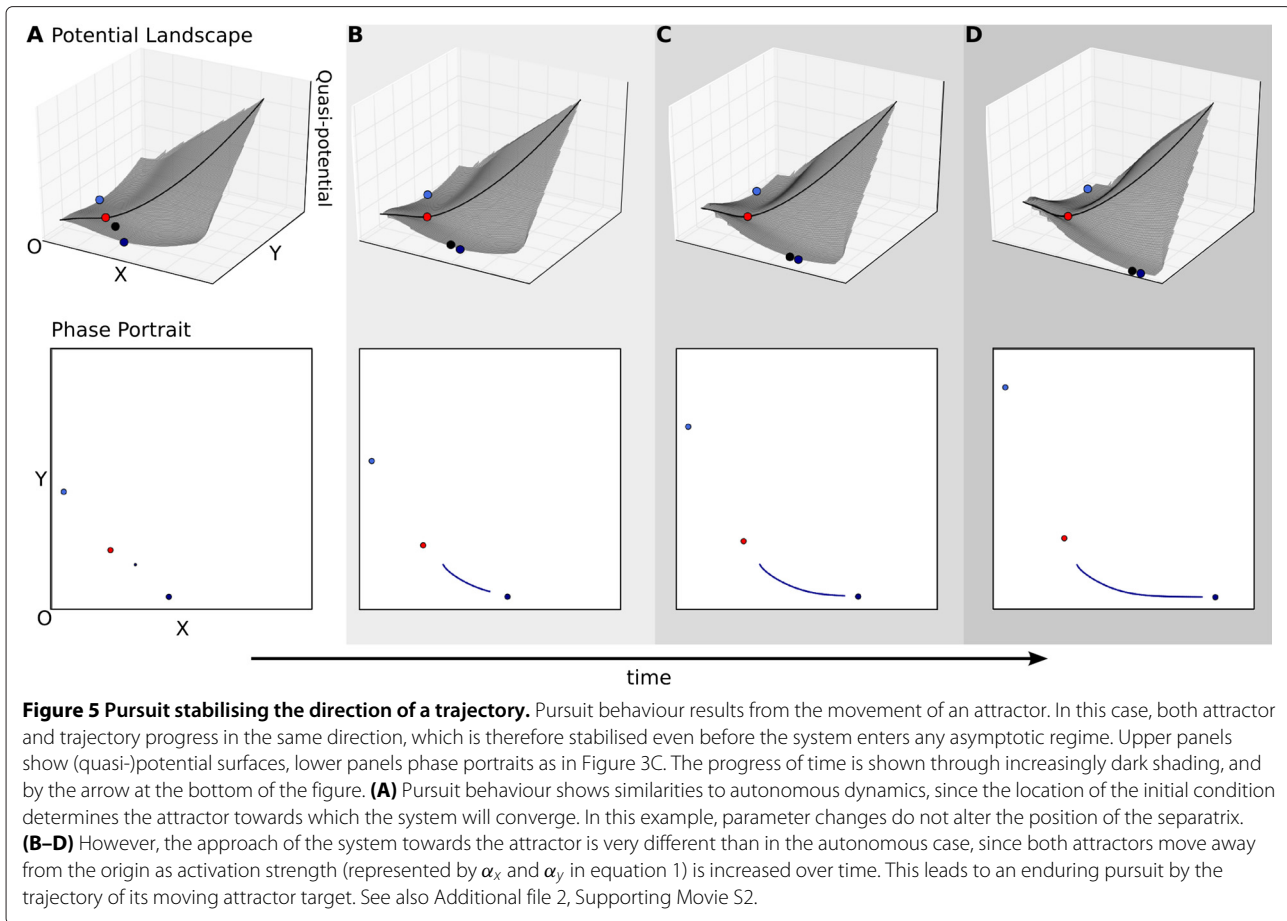 A Potential Landscape
B
C
D
Quasi-potential
O
X
Y
Phase Portrait
Y
O
X
time
Figure 5 Pursuit stabilising the direction of a trajectory. Pursuit behaviour results from the movement of an attractor. In this case, both attractor
and trajectory progress in the same direction, which is therefore stabilised even before the system enters any asymptotic regime. Upper panels
show (quasi-)potential surfaces, lower panels phase portraits as in Figure 3C. The progress of time is shown through increasingly dark shading, and
by the arrow at the bottom of the figure. (A) Pursuit behaviour shows similarities to autonomous dynamics, since the location of the initial condition
determines the attractor towards which the system will converge. In this example, parameter changes do not alter the position of the separatrix.
(B–D) However, the approach of the system towards the attractor is very different than in the autonomous case, since both attractors move away
from the origin as activation strength (represented by αx and αy in equation 1) is increased over time. This leads to an enduring pursuit by the
trajectory of its moving attractor target. See also Additional file 2, Supporting Movie S2.